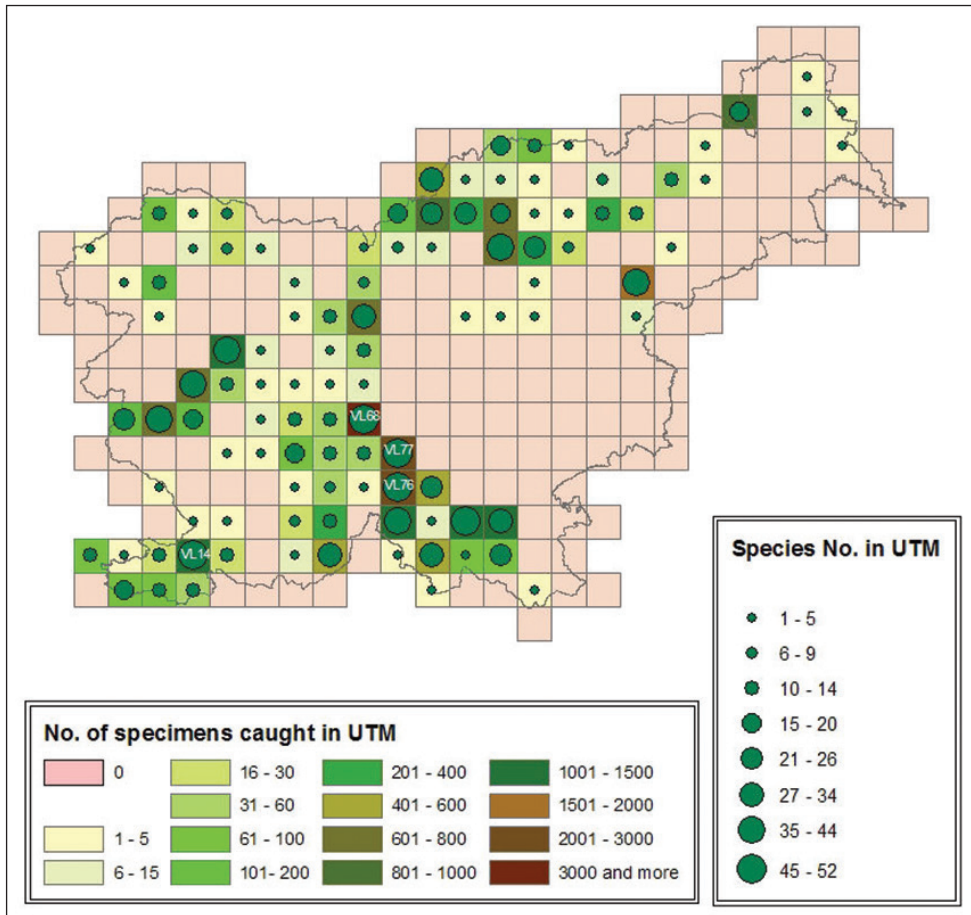 VL68
VL77
VL76
VL14
No. of specimens caught in UTM
0
1 - 5
6 - 15
16 - 30
31 - 60
61 - 100
101- 200
201 - 400
401 - 600
601 - 800
801 - 1000
1001 - 1500
1501 - 2000
2001 - 3000
3000 and more
Species No. in UTM
1 - 5
6 - 9
10 - 14
15 - 20
21 - 26
27 - 34
35 - 44
45 - 52